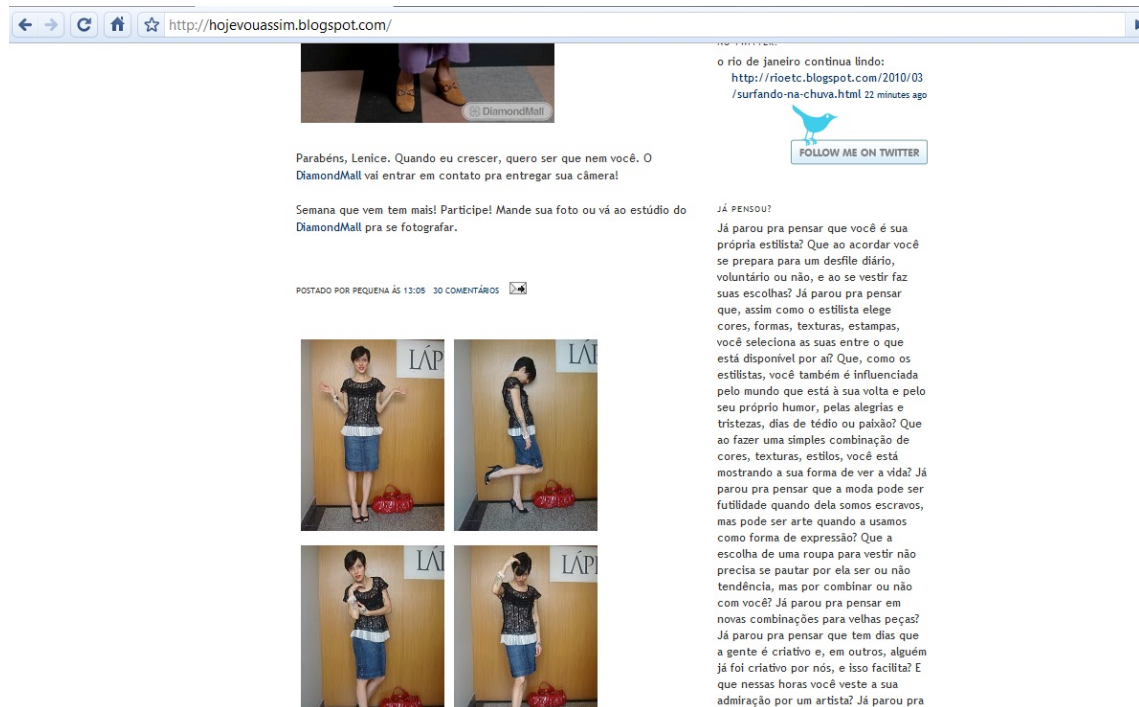 http://hojevouassim.blogspot.com/
DiamondMall
Parabéns, Lenice. Quando eu crescer, quero ser que nem você. O
DiamondMall vai entrar em contato pra entregar sua câmera!
Semana que vem tem mais! Participe! Mande sua foto ou vá ao estúdio do
DiamondMall pra se fotografar.
POSTADO POR PEQUENA ÀS 13:05 30 COMENTÁRIOS
LÁP
LÁI
LÁI
LÁPI
NO TWITTER:
o rio de janeiro continua lindo:
http://rioetc.blogspot.com/2010/03
/surfando-na-chuva.html 22 minutes ago
FOLLOW ME ON TWITTER
JÁ PENSOU?
Já parou pra pensar que você é sua
própria estilista? Que ao acordar você
se prepara para um desfile diário,
voluntário ou não, e ao se vestir faz
suas escolhas? Já parou pra pensar
que, assim como o estilista elege
cores, formas, texturas, estampas,
você seleciona as suas entre o que
está disponível por aí? Que, como os
estilistas, você também é influenciada
pelo mundo que está à sua volta e pelo
seu próprio humor, pelas alegrias e
tristezas, dias de tédio ou paixão? Que
ao fazer uma simples combinação de
cores, texturas, estilos, você está
mostrando a sua forma de ver a vida? Já
parou pra pensar que a moda pode ser
futilidade quando dela somos escravos,
mas pode ser arte quando a usamos
como forma de expressão? Que a
escolha de uma roupa para vestir não
precisa se pautar por ela ser ou não
tendência, mas por combinar ou não
com você? Já parou pra pensar em
novas combinações para velhas peças?
Já parou pra pensar que tem dias que
a gente é criativo e, em outros, alguém
já foi criativo por nós, e isso facilita? E
que nessas horas você veste a sua
admiração por um artista? Já parou pra